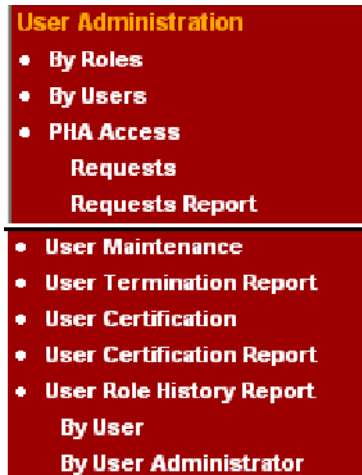 User Administration
• By Roles
• By Users
• PHA Access
Requests
Requests Report
• User Maintenance
• User Termination Report
• User Certification
• User Certification Report
• User Role History Report
By User
By User Administrator